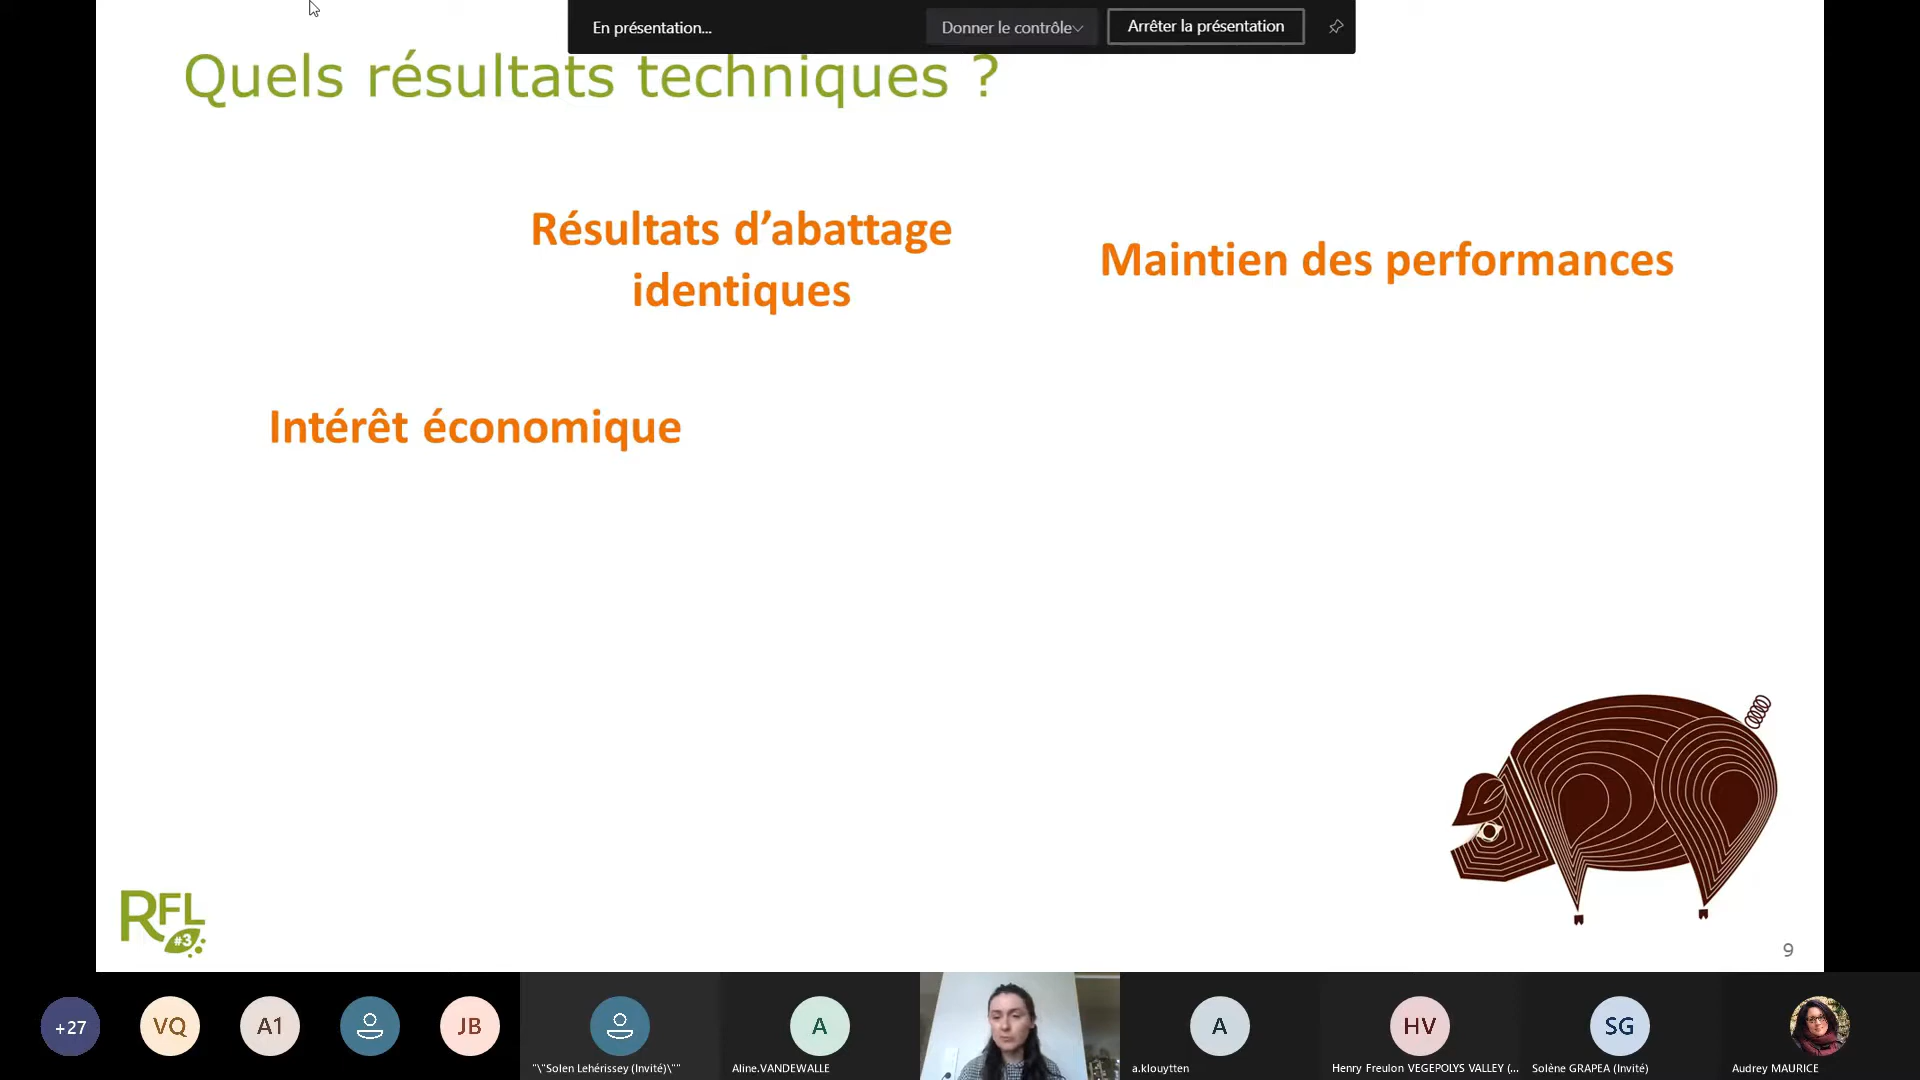 En présentation...
Donner le contrôle
Arrêter la présentation
Quels résultats techniques ?
Résultats d’abattage
identiques
Maintien des performances
Intérêt économique
RFL
#3
9
+27
VQ
A1
JB
"\"Solen Lehérissey (Invité)\""
A
Aline.VANDEWALLE
A
a.klouytten
HV
Henry Freulon VEGEPOLYS VALLEY (...
SG
Solène GRAPEA (Invité)
Audrey MAURICE